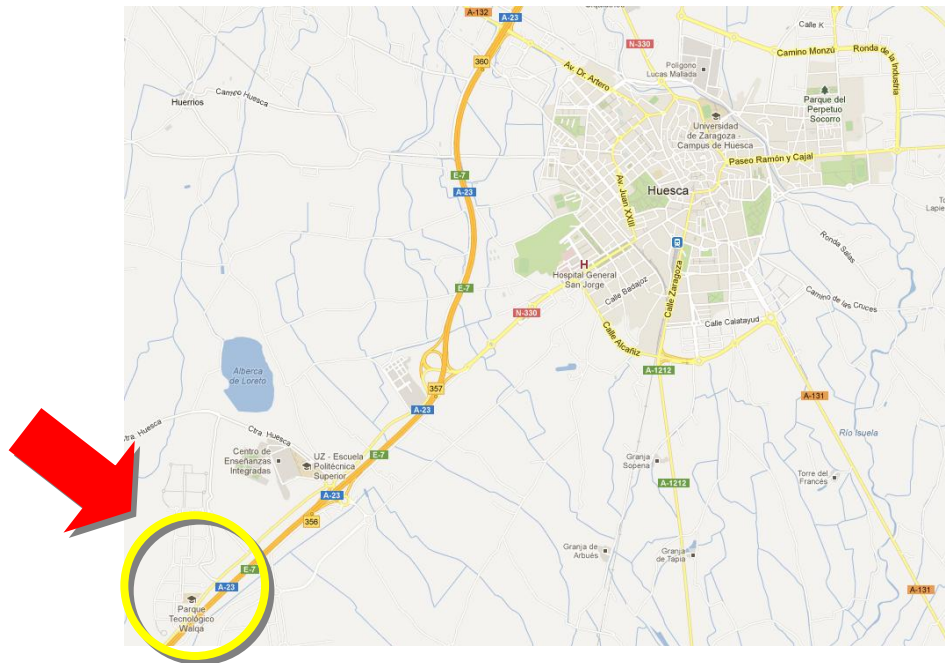 A-132
A-23
Calle K
N-330
Camino Monzú
Ronda de la Industria
360
Polígono
Lucas Mallada
Av. Dr. Artero
Huerrios
Camino Huesca
Parque del
Perpetuo
Socorro
Universidad
de Zaragoza -
Campus de Huesca
Paseo Ramón y Cajal
E-7
A-23
Av. Juan XXIII
Huesca
Lapie
Ronda Salas
H
Hospital General
San Jorge
E-7
Calle Badajoz
Calle Zaragoza
Camino de las Cruces
N-330
Calle Calatayud
Calle Alcañiz
Alberca
de Loreto
A-1212
357
A-23
A-131
Ctra. Huesca
Ctra. Huesca
Río Isuela
Centro de
Enseñanzas
Integradas
UZ - Escuela
Politécnica
Superior
E-7
Granja
Sopena
A-1212
Torre del
Francés
A-23
356
Granja de
Arbués
Granja
de Tapia
E-7
A-23
A-131
Parque
Tecnológico
Walqa